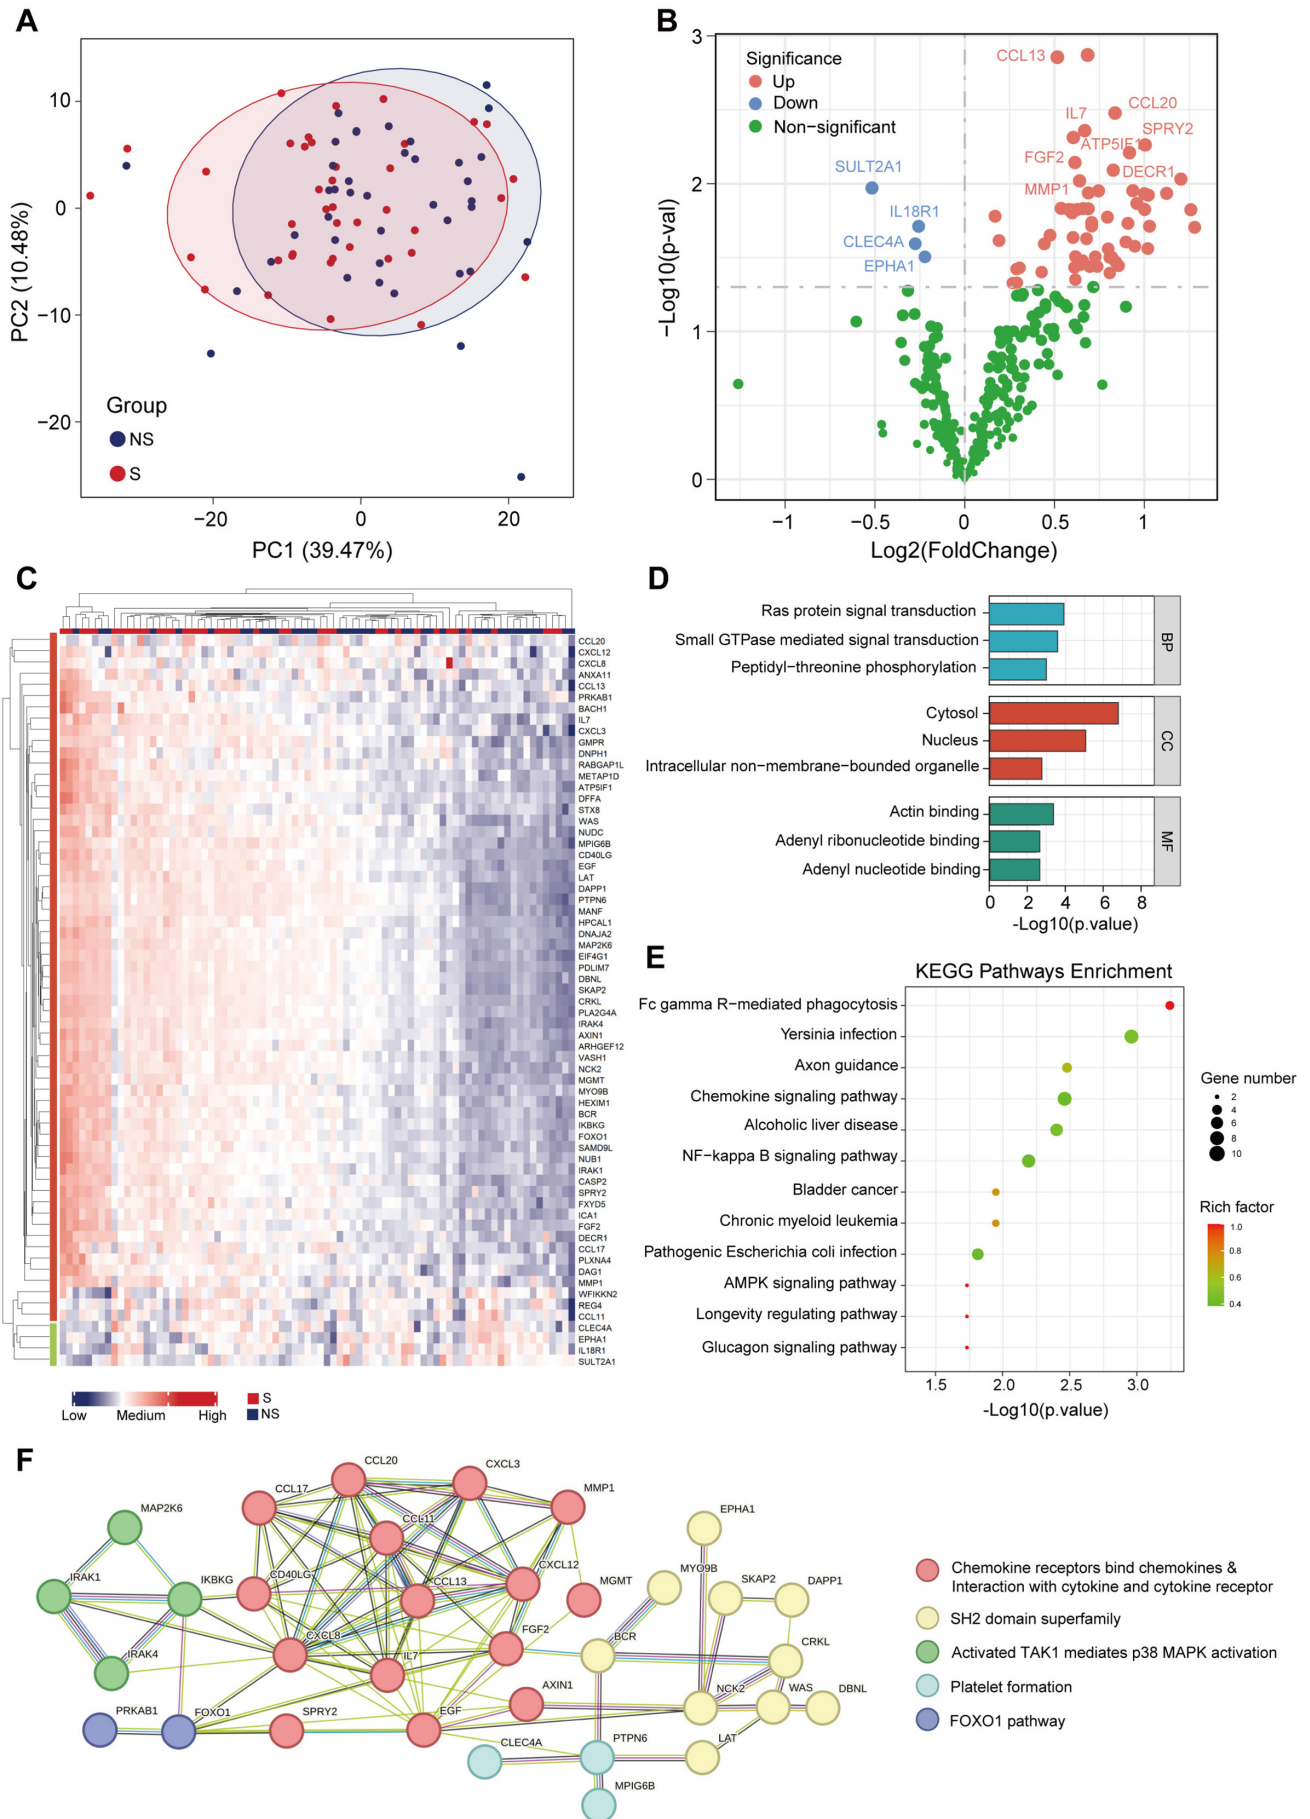 A
10
0
−10
−20
PC2 (10.48%)
Group
NS
S
−20
0
20
PC1 (39.47%)
B
3
2
1
0
−Log10(p-val)
Significance
Up
Down
Non−significant
CCL13
CCL20
IL7
SPRY2
ATP5IF1
FGF2
DECR1
MMP1
SULT2A1
IL18R1
CLEC4A
EPHA1
−1
−0.5
0
0.5
1
Log2(FoldChange)
C
CCL20
CXCL12
CXCL8
ANXA11
CCL13
PRKAB1
BACH1
IL7
CXCL3
GMPR
DNPH1
RABGAP1L
METAP1D
ATP5IF1
DFFA
STX8
WAS
NUDC
MPIG6B
CD40LG
EGF
LAT
DAPP1
PTPN6
MANF
HPCAL1
DNAJA2
MAP2K6
EIF4G1
PDLIM7
DBNL
SKAP2
CRKL
PLA2G4A
IRAK4
AXIN1
ARHGEF12
VASH1
NCK2
MGMT
MYO9B
HEXIM1
BCR
IKBKG
FOXO1
SAMD9L
NUB1
IRAK1
CASP2
SPRY2
FXYD5
ICA1
FGF2
DECR1
CCL17
PLXNA4
DAG1
MMP1
WFIKKN2
REG4
CCL11
CLEC4A
EPHA1
IL18R1
SULT2A1
Low
Medium
High
S
NS
D
Ras protein signal transduction
Small GTPase mediated signal transduction
Peptidyl−threonine phosphorylation
BP
Cytosol
Nucleus
Intracellular non−membrane−bounded organelle
CC
Actin binding
Adenyl ribonucleotide binding
Adenyl nucleotide binding
MF
0 2 4 6 8
-Log10(p.value)
E
KEGG Pathways Enrichment
Fc gamma R−mediated phagocytosis
Yersinia infection
Axon guidance
Chemokine signaling pathway
Alcoholic liver disease
NF−kappa B signaling pathway
Bladder cancer
Chronic myeloid leukemia
Pathogenic Escherichia coli infection
AMPK signaling pathway
Longevity regulating pathway
Glucagon signaling pathway
1.5 2.0 2.5 3.0
-Log10(p.value)
Gene number
2
4
6
8
10
Rich factor
1.0
0.8
0.6
0.4
F
CCL20
CXCL3
CCL17
MMP1
MAP2K6
CCL11
EPHA1
CXCL12
MYO9B
IRAK1
IKBKG
CD40LG
CCL13
MGMT
SKAP2
DAPP1
CXCL8
FGF2
BCR
IRAK4
IL7
CRKL
AXIN1
NCK2
WAS
DBNL
PRKAB1
FOXO1
SPRY2
EGF
CLEC4A
PTPN6
LAT
MPIG6B
Chemokine receptors bind chemokines &
Interaction with cytokine and cytokine receptor
SH2 domain superfamily
Activated TAK1 mediates p38 MAPK activation
Platelet formation
FOXO1 pathway